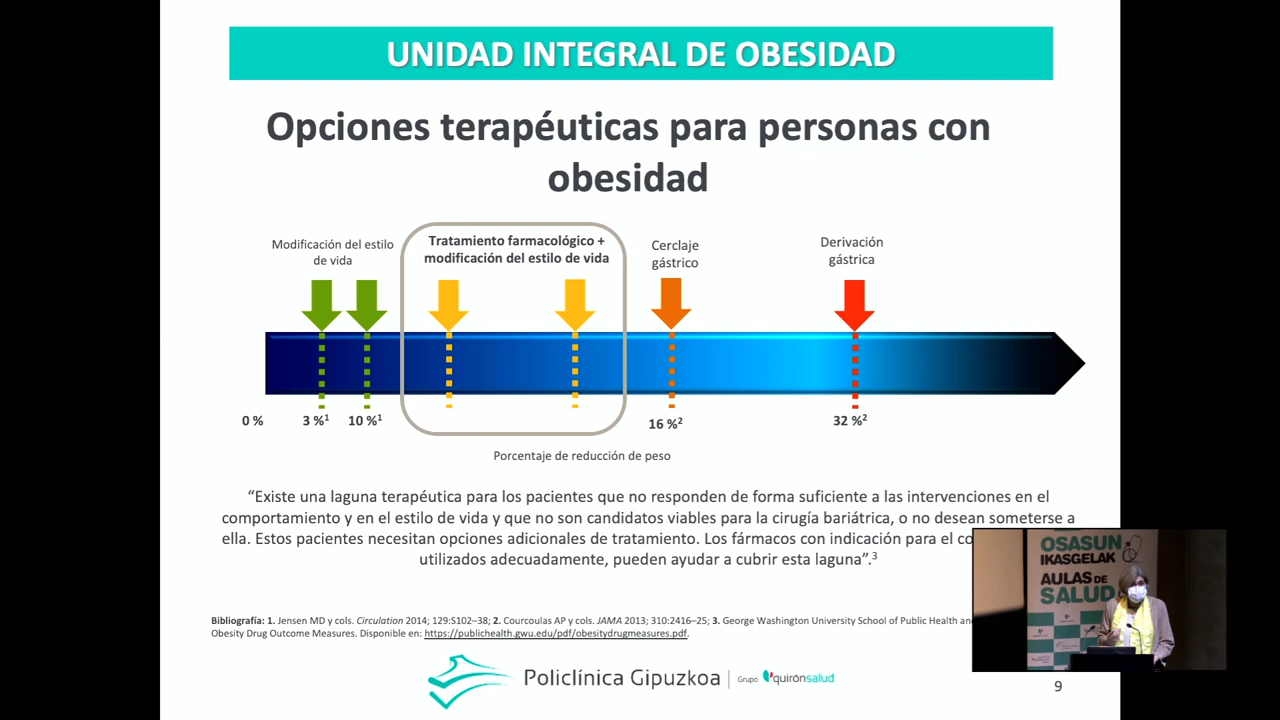 UNIDAD INTEGRAL DE OBESIDAD
Opciones terapéuticas para personas con
obesidad
Modificación del estilo
de vida
Tratamiento farmacológico +
modificación del estilo de vida
Cerclaje
gástrico
Derivación
gástrica
0 %
3 %¹
10 %¹
16 %²
32 %²
Porcentaje de reducción de peso
“Existe una laguna terapéutica para los pacientes que no responden de forma suficiente a las intervenciones en el
comportamiento y en el estilo de vida y que no son candidatos viables para la cirugía bariátrica, o no desean someterse a
ella. Estos pacientes necesitan opciones adicionales de tratamiento. Los fármacos con indicación para el
utilizados adecuadamente, pueden ayudar a cubrir esta laguna”.³
Bibliografía: 1. Jensen MD y cols. Circulation 2014; 129:S102–38; 2. Courcoulas AP y cols. JAMA 2013; 310:2416–25; 3. George Washington University School of Public Health and
Obesity Drug Outcome Measures. Disponible en: https://publichealth.gwu.edu/pdf/obesitydrugmeasures.pdf.
Policlínica Gipuzkoa
Grupo quirónsalud
9
OSASUN
IKASGELAK
AULAS DE
SALUD